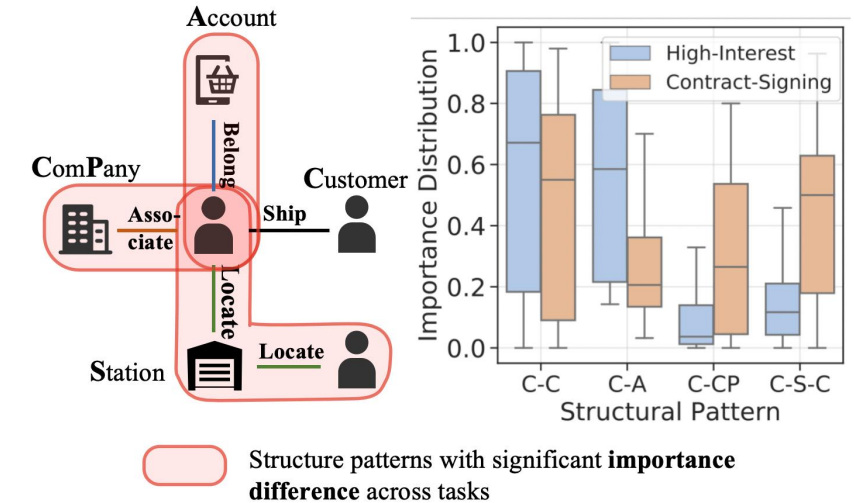 Account
Belong
ComPany
Customer
Asso-
ciate
Ship
Locate
Station
Locate
Importance Distribution
1.0
0.8
0.6
0.4
0.2
0.0
High-Interest
Contract-Signing
C-C
C-A
C-CP
C-S-C
Structural Pattern
Structure patterns with significant importance
difference across tasks